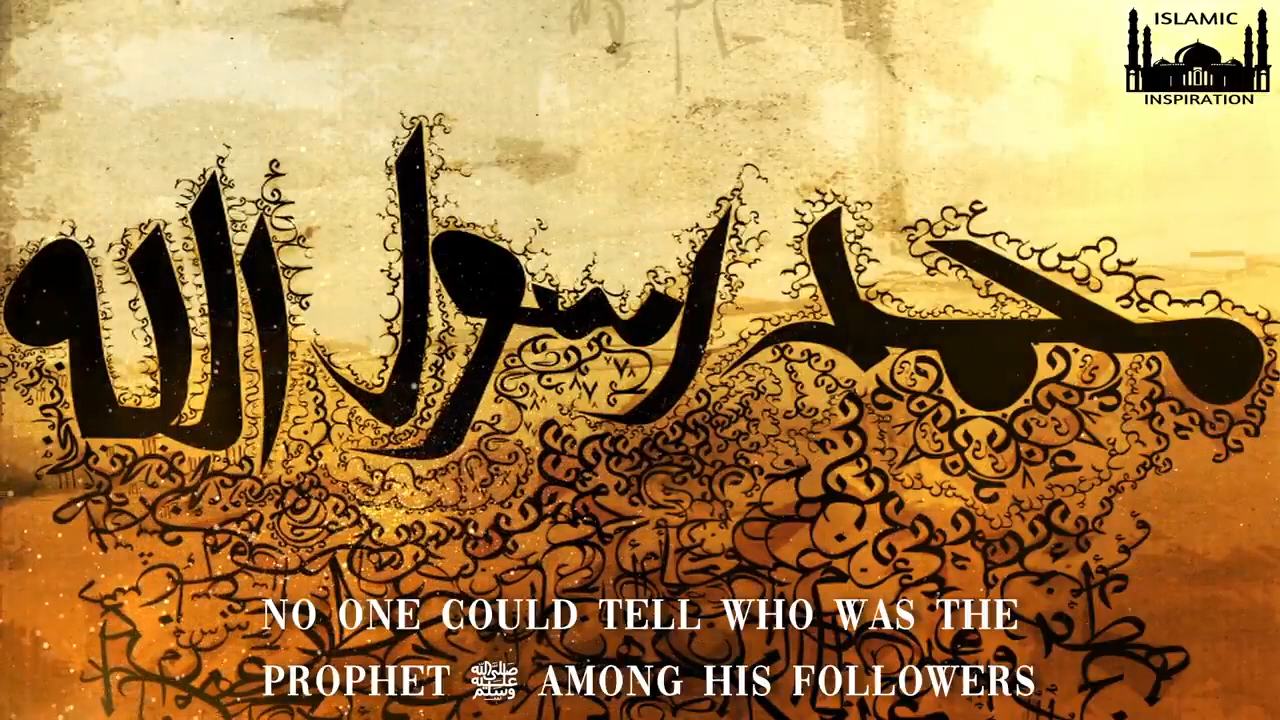 ISLAMIC
INSPIRATION
محمد رسول الله
NO ONE COULD TELL WHO WAS THE
PROPHET ﷺ AMONG HIS FOLLOWERS